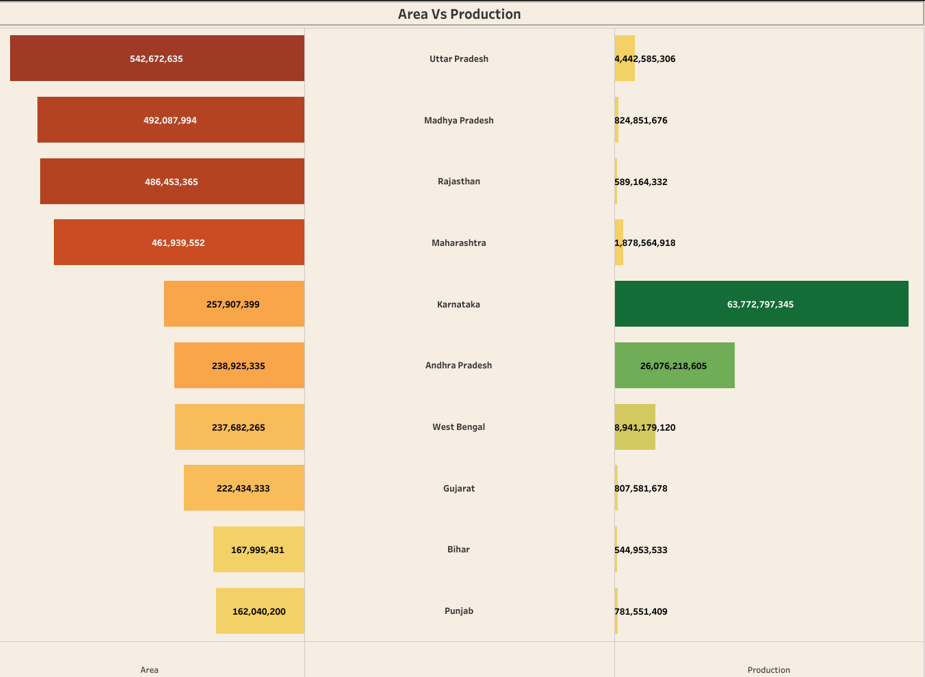 Area Vs Production
542,672,635 Uttar Pradesh 4,442,585,306
492,087,994 Madhya Pradesh 824,851,676
486,453,365 Rajasthan 589,164,332
461,939,552 Maharashtra 1,878,564,918
257,907,399 Karnataka 63,772,797,345
238,925,335 Andhra Pradesh 26,076,218,605
237,682,265 West Bengal 8,941,179,120
222,434,333 Gujarat 807,581,678
167,995,431 Bihar 544,953,533
162,040,200 Punjab 781,551,409
Area Production